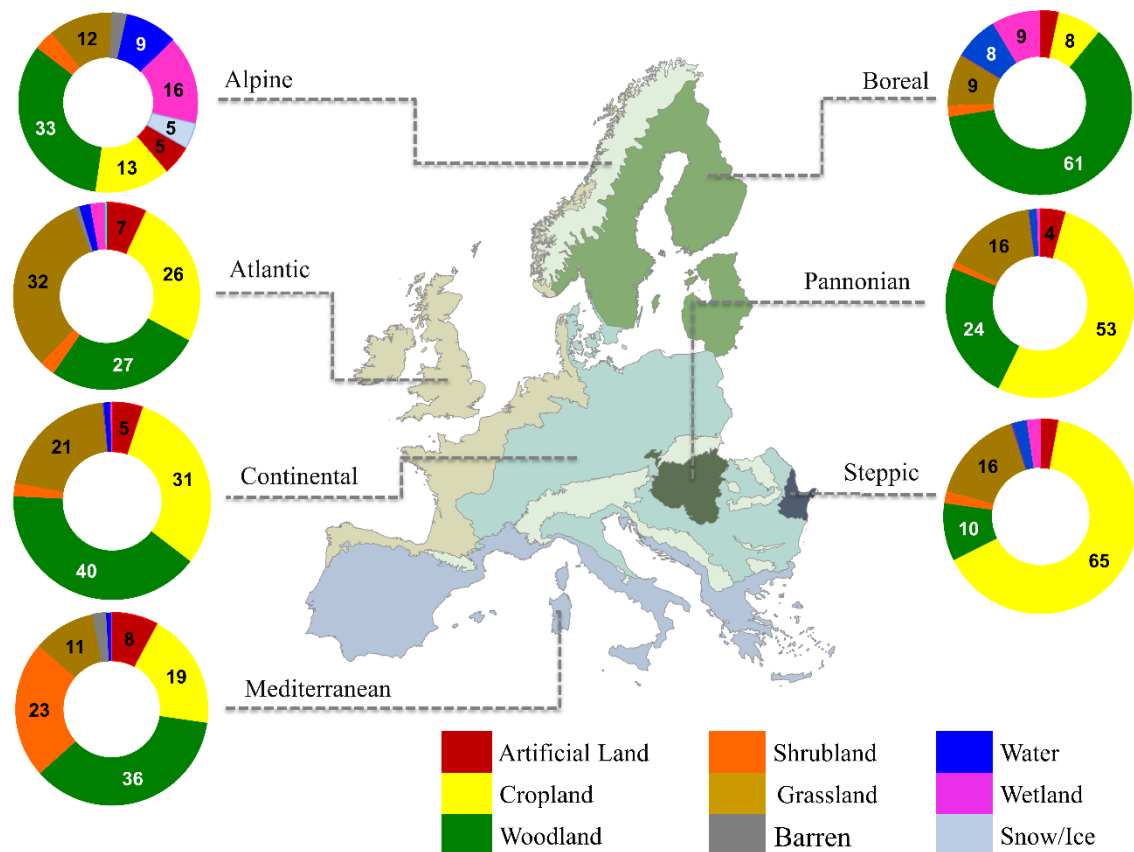 Alpine
12
9
16
5
5
13
33
Boreal
8
61
9
8
9
Atlantic
7
26
27
32
Pannonian
4
53
24
16
Continental
5
31
40
21
Steppic
65
10
16
Mediterranean
8
19
36
23
11
Artificial Land
Shrubland
Water
Cropland
Grassland
Wetland
Woodland
Barren
Snow/Ice